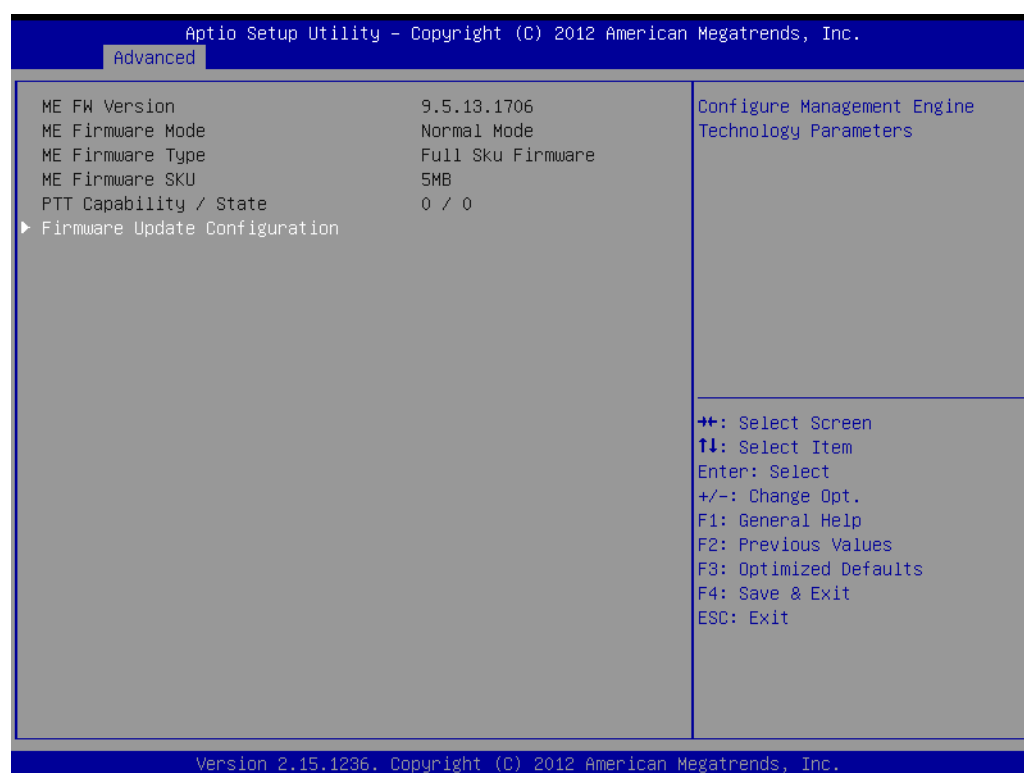 Aptio Setup Utility – Copyright (C) 2012 American Megatrends, Inc.
Advanced
ME FW Version 9.5.13.1706
ME Firmware Mode Normal Mode
ME Firmware Type Full Sku Firmware
ME Firmware SKU 5MB
PTT Capability / State 0 / 0
Firmware Update Configuration
Configure Management Engine
Technology Parameters
→←: Select Screen
↑↓: Select Item
Enter: Select
+/-: Change Opt.
F1: General Help
F2: Previous Values
F3: Optimized Defaults
F4: Save & Exit
ESC: Exit
Version 2.15.1236. Copyright (C) 2012 American Megatrends, Inc.